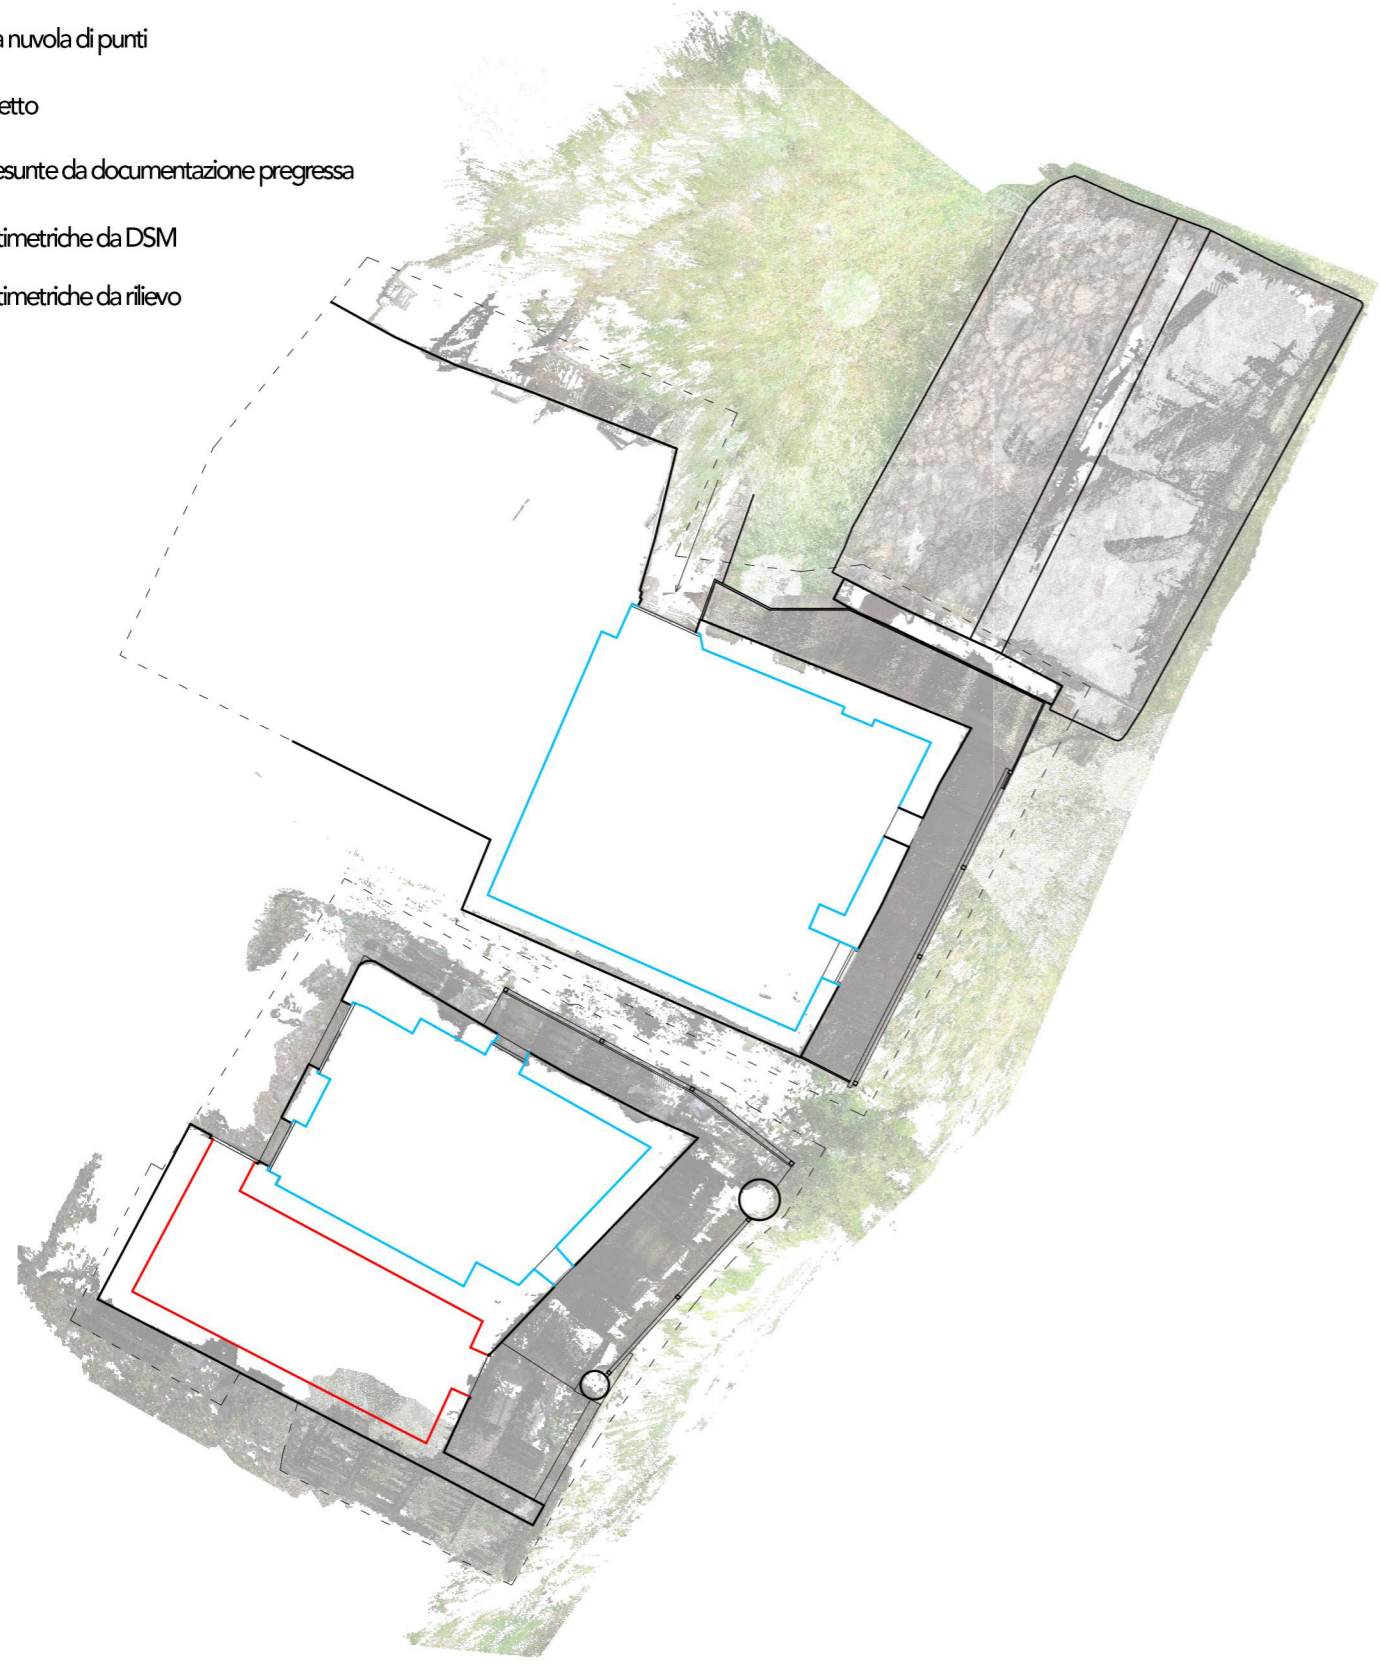 a nuvola di punti
etto
esunte da documentazione pregressa
timetriche da DSM
timetriche da rilievo